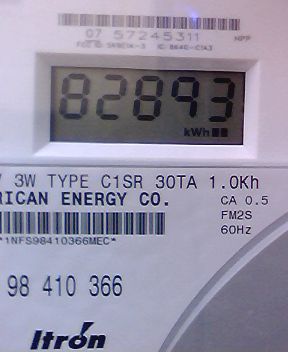 07 57245311 NPP
82893
kWh
3W TYPE C1SR 30TA 1.0Kh
RICAN ENERGY CO. CA 0.5
FM2S
60Hz
*1NFS98410366MEC*
98 410 366
Itron